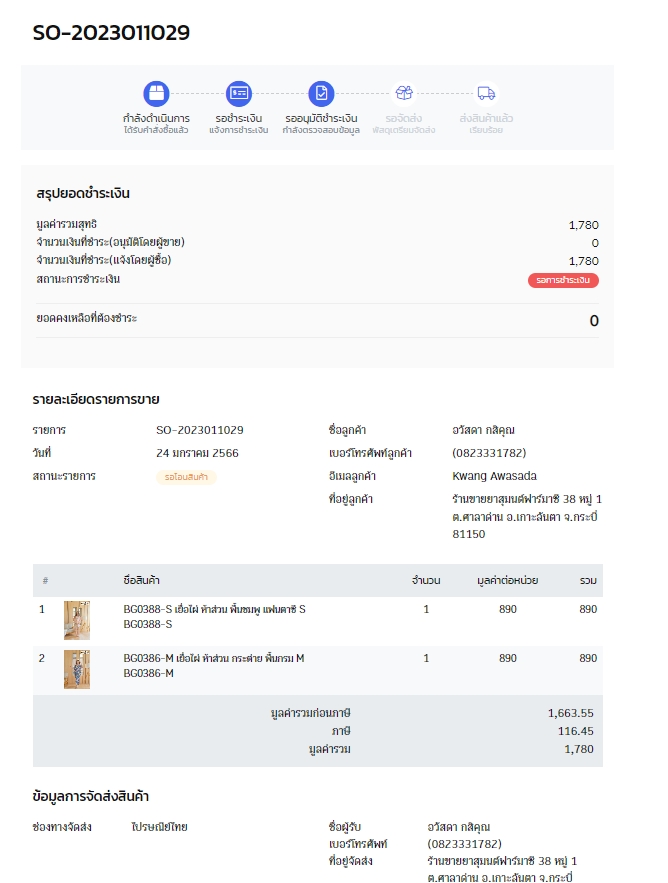 SO-2023011029
กำลังดำเนินการ รอชำระเงิน รออนุมัติชำระเงิน รอจัดส่ง ส่งสินค้าแล้ว
ได้รับคำสั่งซื้อแล้ว แจ้งการชำระเงิน กำลังตรวจสอบข้อมูล พัสดุเตรียมจัดส่ง เรียบร้อย
สรุปยอดชำระเงิน
มูลค่ารวมสุทธิ 1,780
จำนวนเงินที่ชำระ(อนุมัติโดยผู้ขาย) 0
จำนวนเงินที่ชำระ(แจ้งโดยผู้ซื้อ) 1,780
สถานะการชำระเงิน รอการชำระเงิน
ยอดคงเหลือที่ต้องชำระ 0
รายละเอียดรายการขาย
รายการ SO-2023011029 ชื่อลูกค้า อวัสดา กสิคุณ
วันที่ 24 มกราคม 2566 เบอร์โทรศัพท์ลูกค้า (0823331782)
สถานะรายการ รอโอนสินค้า อีเมลลูกค้า Kwang Awasada
ที่อยู่ลูกค้า ร้านขายยาสุมนต์ฟาร์มาซี 38 หมู่ 1
ต.ศาลาด่าน อ.เกาะลันตา จ.กระบี่
81150
# ชื่อสินค้า จำนวน มูลค่าต่อหน่วย รวม
1 BG0388-S เยื่อไผ่ ห้าส่วน พื้นชมพู แฟนตาซี S 1 890 890
BG0388-S
2 BG0386-M เยื่อไผ่ ห้าส่วน กระต่าย พื้นกรม M 1 890 890
BG0386-M
มูลค่ารวมก่อนภาษี 1,663.55
ภาษี 116.45
มูลค่ารวม 1,780
ข้อมูลการจัดส่งสินค้า
ช่องทางจัดส่ง ไปรษณีย์ไทย ชื่อผู้รับ อวัสดา กสิคุณ
เบอร์โทรศัพท์ (0823331782)
ที่อยู่จัดส่ง ร้านขายยาสุมนต์ฟาร์มาซี 38 หมู่ 1
ต.ศาลาด่าน อ.เกาะลันตา จ.กระบี่